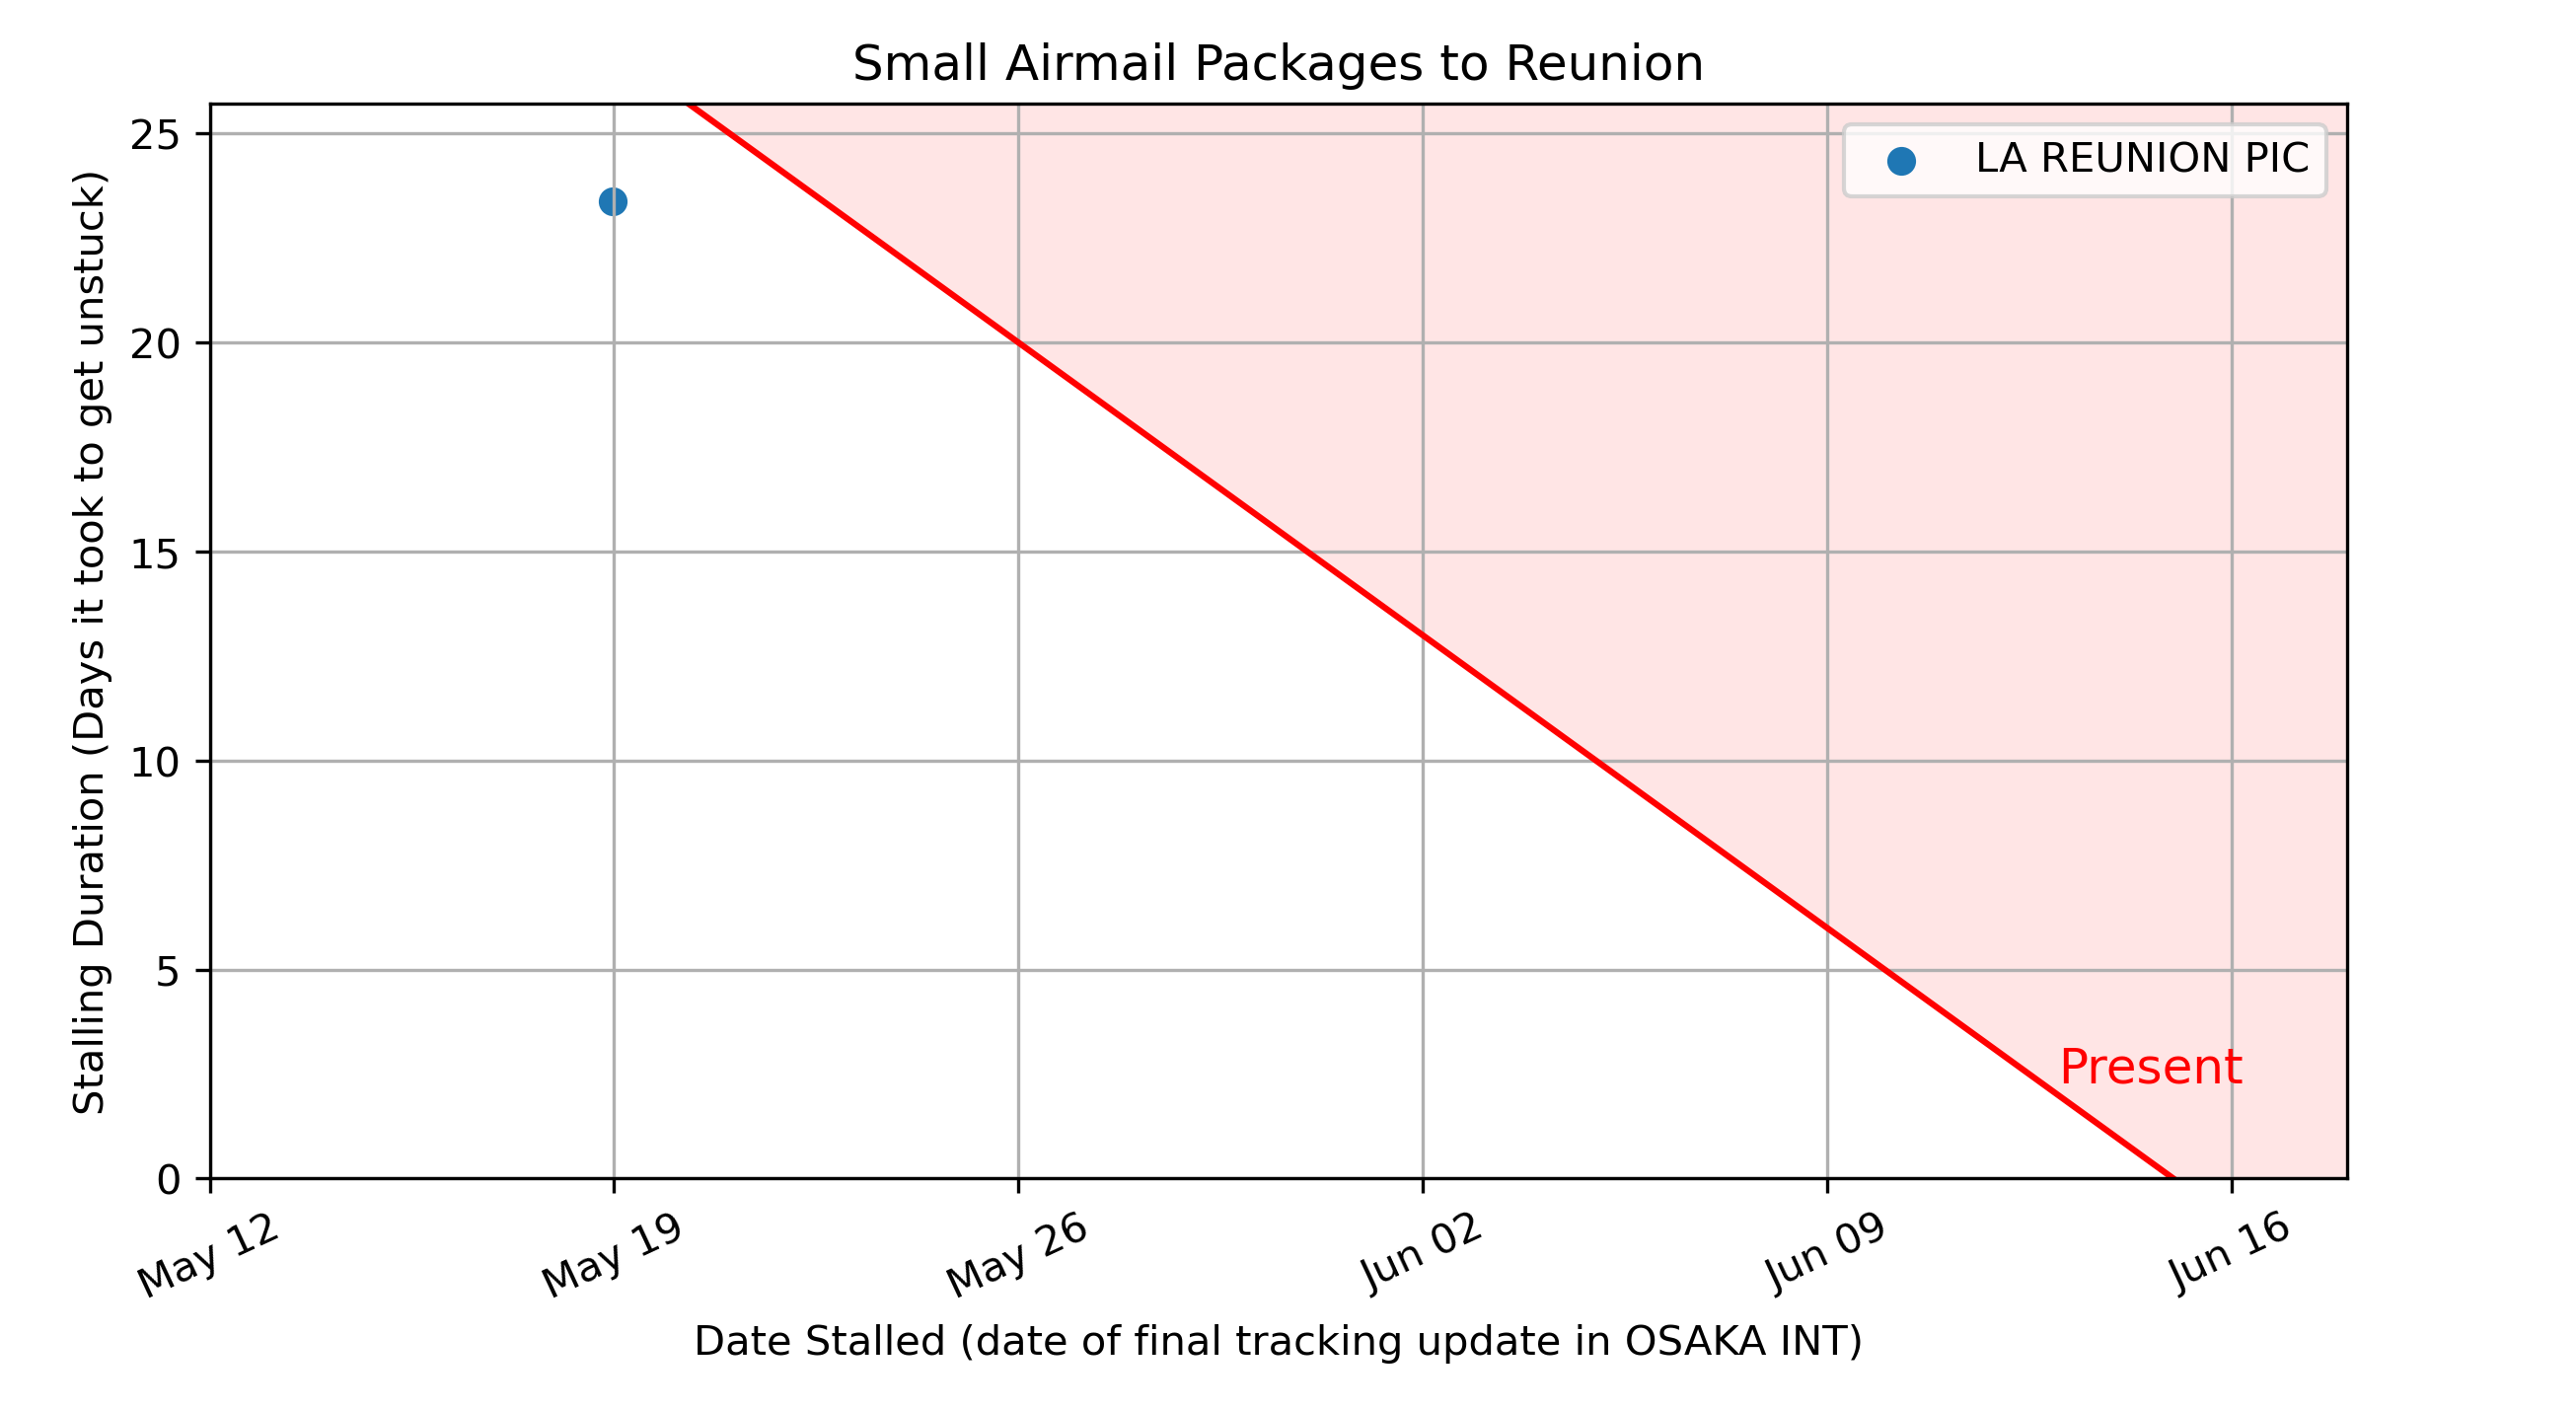 Small Airmail Packages to Reunion
LA REUNION PIC
Stalling Duration (Days it took to get unstuck)
25
20
15
10
5
0
Present
May 12
May 19
May 26
Jun 02
Jun 09
Jun 16
Date Stalled (date of final tracking update in OSAKA INT)